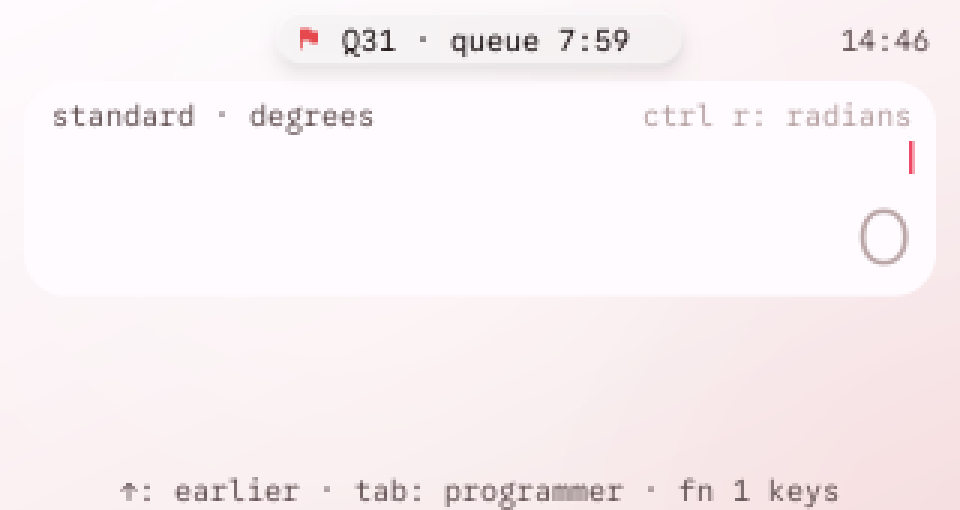 Q31 · queue 7:59
14:46
standard · degrees
ctrl r: radians
0
↑: earlier · tab: programmer · fn 1 keys